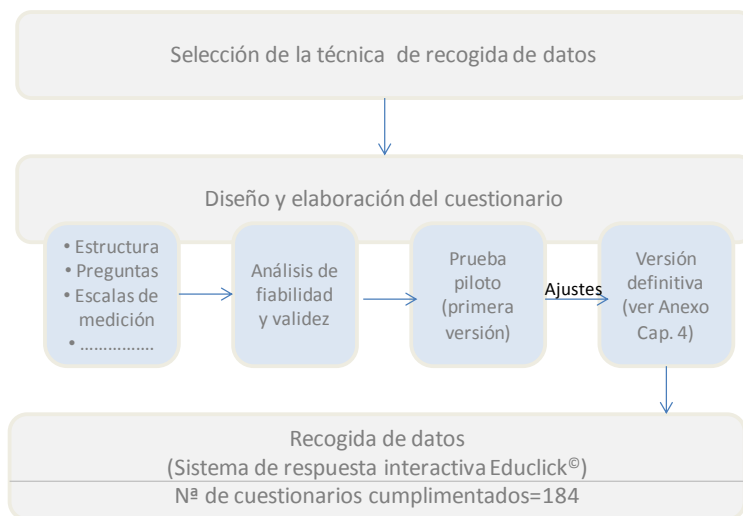 Selección de la técnica de recogida de datos
Diseño y elaboración del cuestionario
• Estructura
• Preguntas
• Escalas de
medición
• ................
Análisis de
fiabilidad
y validez
Prueba
piloto
(primera
versión)
Ajustes
Versión
definitiva
(ver Anexo
Cap. 4)
Recogida de datos
(Sistema de respuesta interactiva Educlick©)
Nª de cuestionarios cumplimentados=184